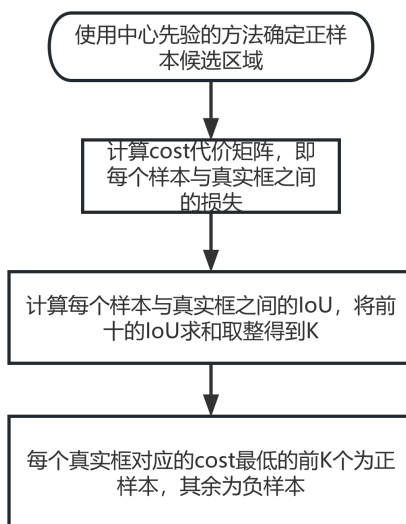 使用中心先验的方法确定正样
本候选区域
计算cost代价矩阵，即
每个样本与真实框之间
的损失
计算每个样本与真实框之间的IoU，将前
十的IoU求和取整得到K
每个真实框对应的cost最低的前K个为正
样本，其余为负样本